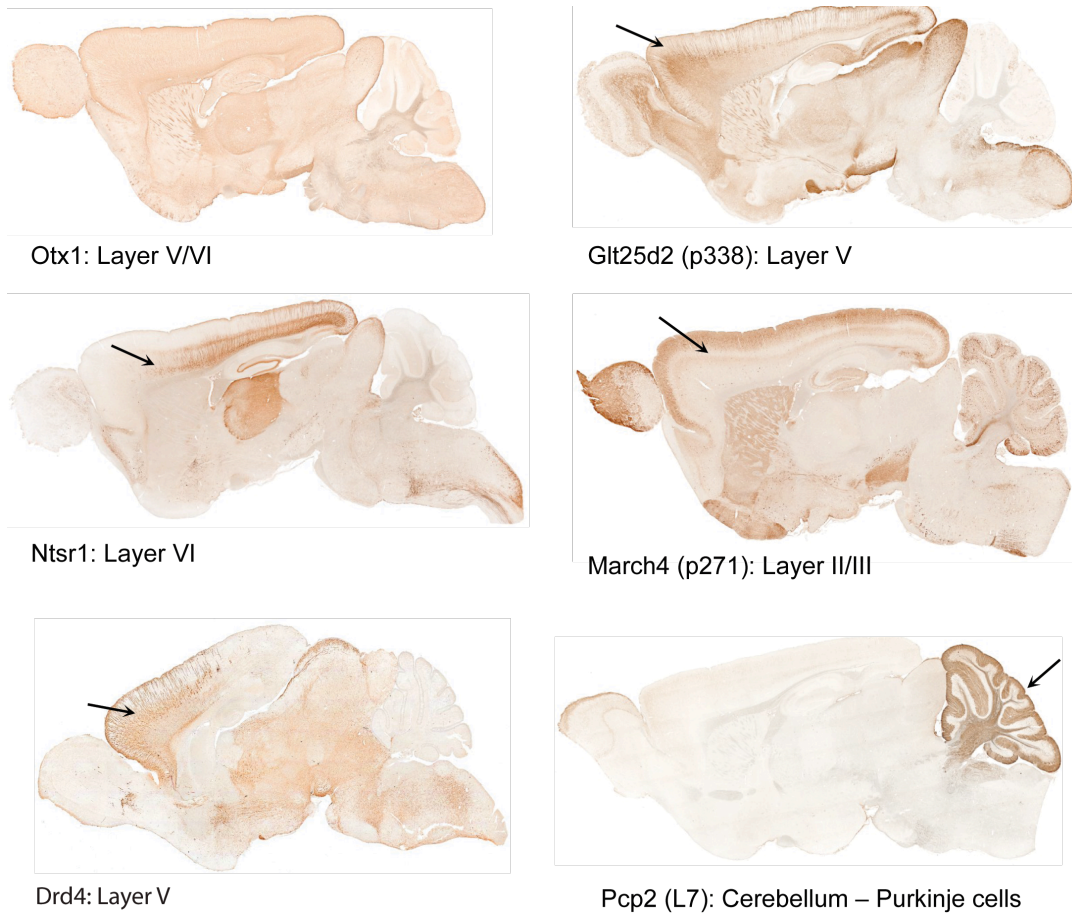 Otx1: Layer V/VI
Glt25d2 (p338): Layer V
Ntsr1: Layer VI
March4 (p271): Layer II/III
Drd4: Layer V
Pcp2 (L7): Cerebellum – Purkinje cells